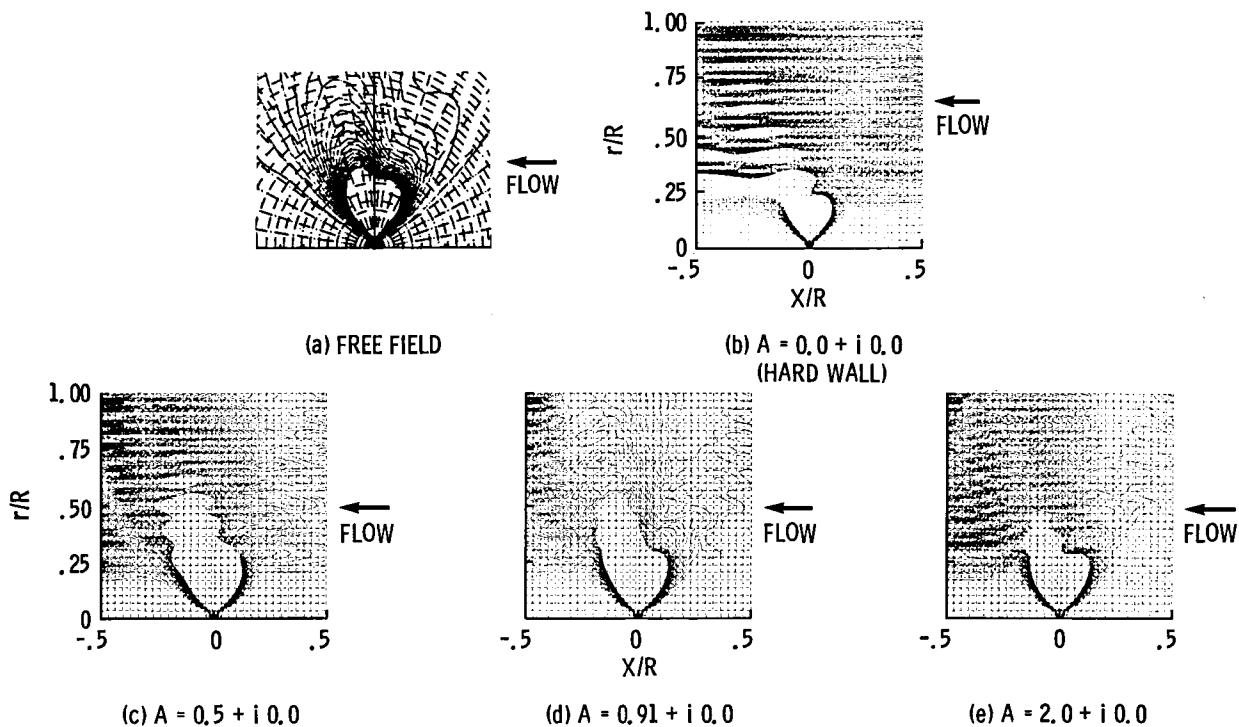 FLOW
(a) FREE FIELD
1.00
.75
r/R
.50
.25
0
-.5
0
.5
X/R
FLOW
(b) A = 0.0 + i 0.0
(HARD WALL)
1.00
.75
r/R
.50
.25
0
-.5
0
.5
FLOW
(c) A = 0.5 + i 0.0
-.5
0
.5
X/R
FLOW
(d) A = 0.91 + i 0.0
-.5
0
.5
FLOW
(e) A = 2.0 + i 0.0